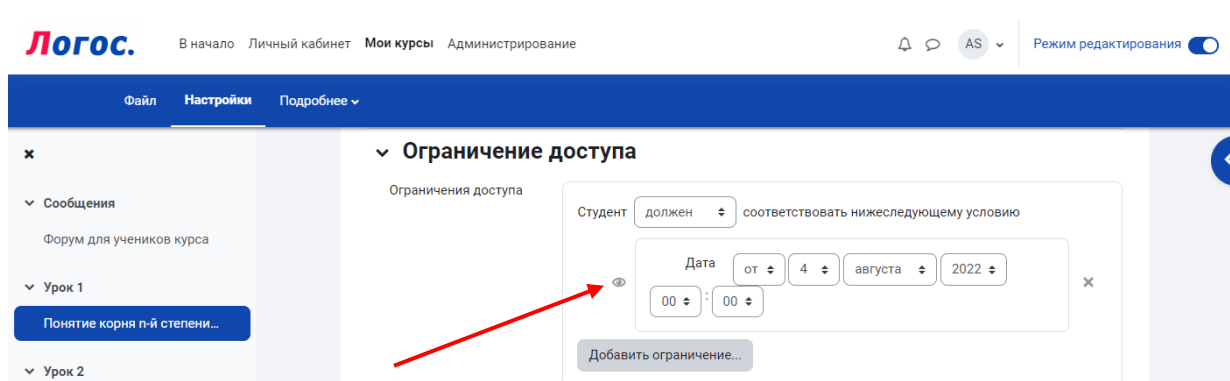 Логос.
В начало Личный кабинет Мои курсы Администрирование
AS
Режим редактирования
Файл Настройки Подробнее
Сообщения
Форум для учеников курса
Урок 1
Понятие корня n-й степени...
Урок 2
Ограничение доступа
Ограничения доступа
Студент должен соответствовать нижеследующему условию
Дата от 4 августа 2022
00 : 00
Добавить ограничение...